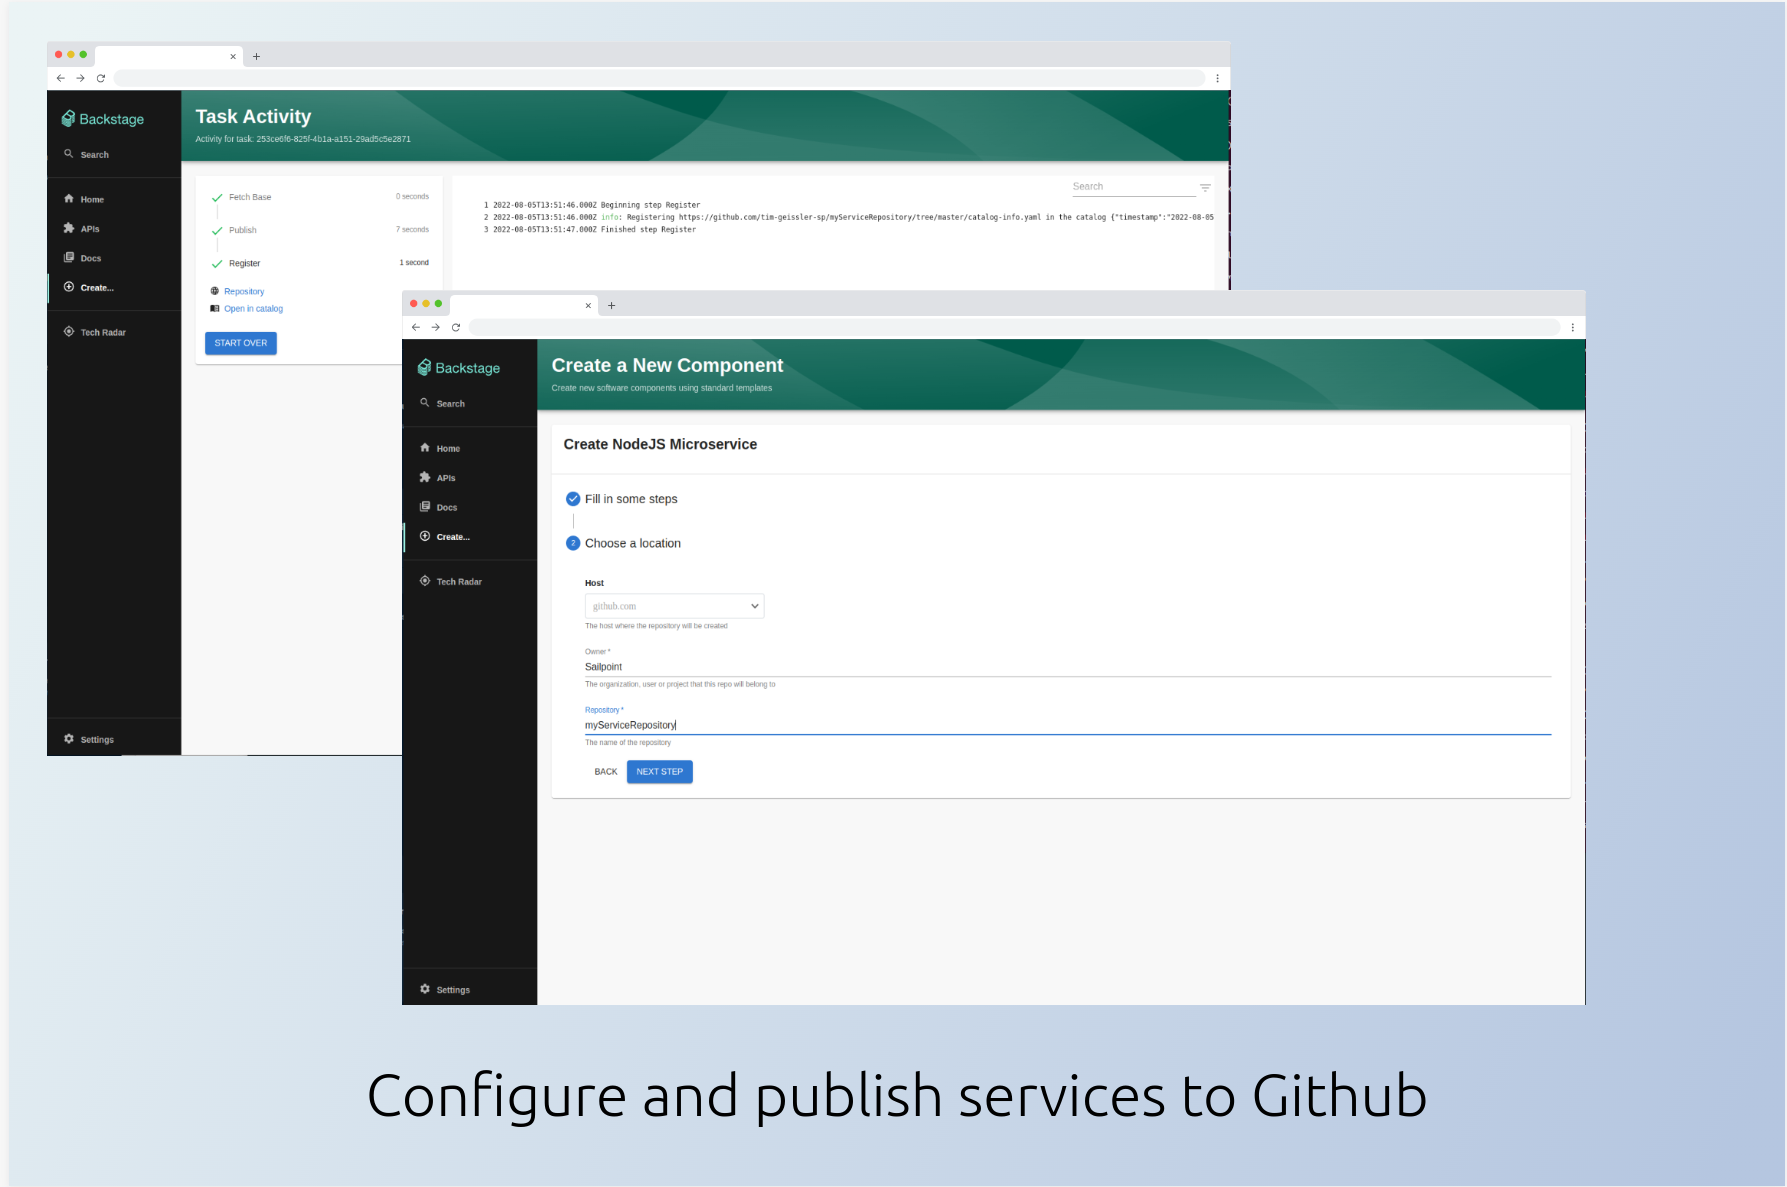 Backstage
Search
Home
APIs
Docs
Create...
Tech Radar
Settings
Task Activity
Activity for task: 253ce6f6-825f-4b1a-a151-29ad5c5e2871
Fetch Base 0 seconds
Publish 7 seconds
Register 1 second
Repository
Open in catalog
START OVER
Search
1 2022-08-05T13:51:46.000Z Beginning step Register
2 2022-08-05T13:51:46.000Z info: Registering https://github.com/tim-geissler-sp/myServiceRepository/tree/master/catalog-info.yaml in the catalog {"timestamp":"2022-08-05
3 2022-08-05T13:51:47.000Z Finished step Register
Backstage
Search
Home
APIs
Docs
Create...
Tech Radar
Settings
Create a New Component
Create new software components using standard templates
Create NodeJS Microservice
Fill in some steps
2 Choose a location
Host
github.com
The host where the repository will be created
Owner *
Sailpoint
The organization, user or project that this repo will belong to
Repository *
myServiceRepository
The name of the repository
BACK NEXT STEP
Configure and publish services to Github